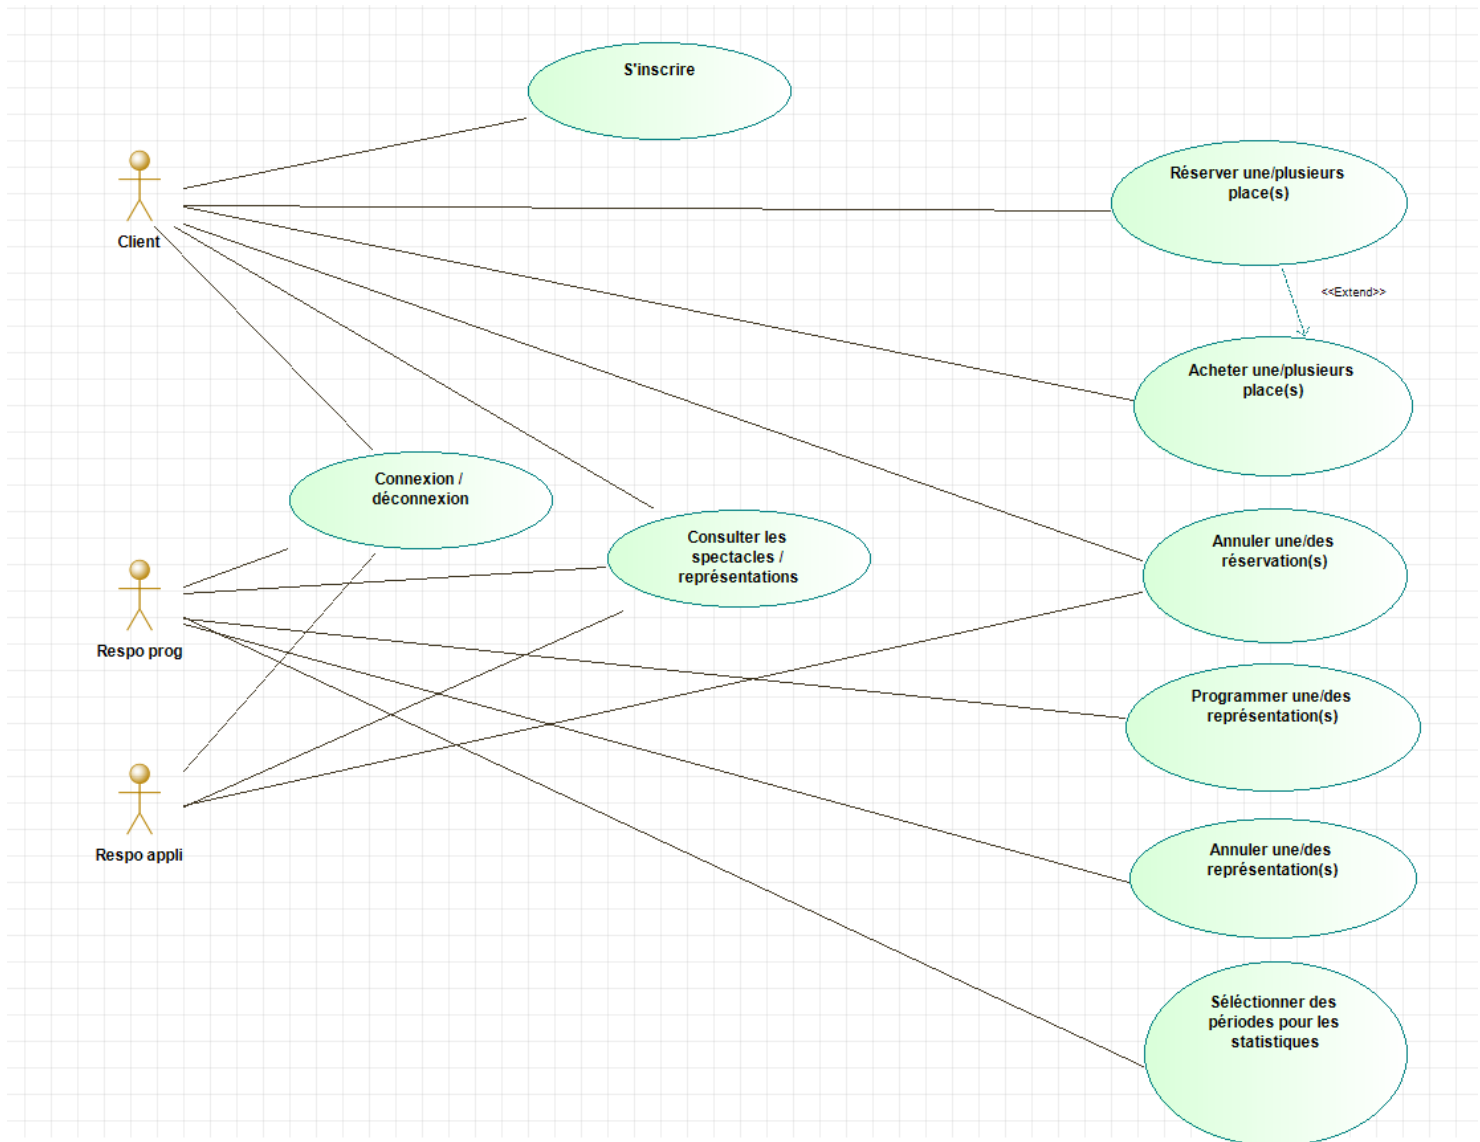 S'inscrire
Réserver une/plusieurs
place(s)
Client
<<Extend>>
Acheter une/plusieurs
place(s)
Connexion /
déconnexion
Consulter les
spectacles /
représentations
Annuler une/des
réservation(s)
Respo prog
Programmer une/des
représentation(s)
Respo appli
Annuler une/des
représentation(s)
Séléctionner des
périodes pour les
statistiques